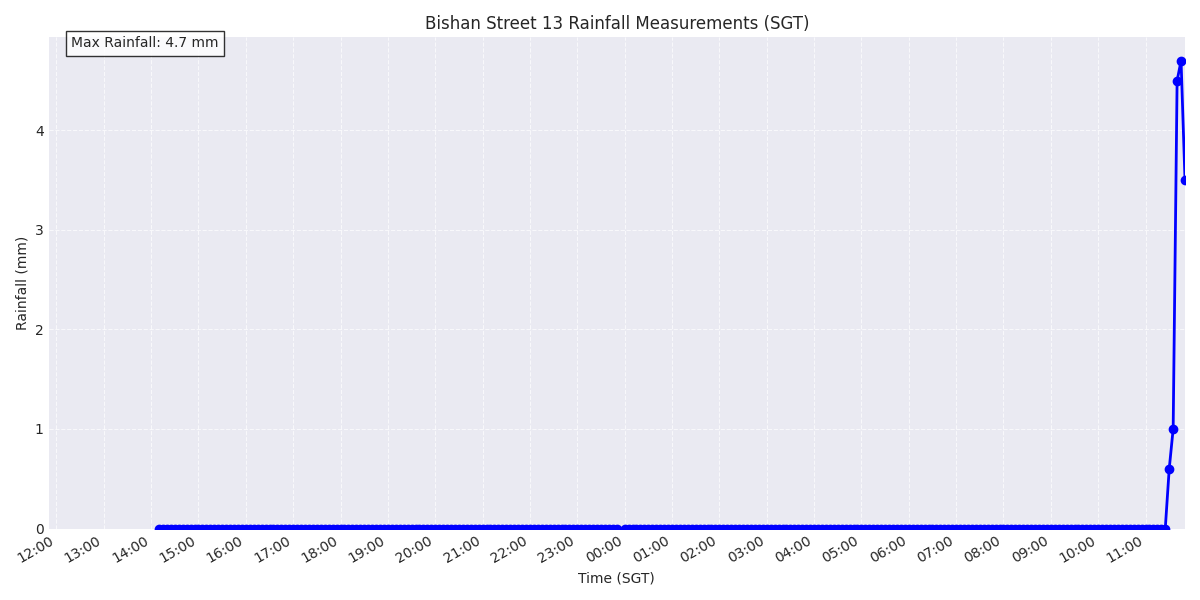 Bishan Street 13 Rainfall Measurements (SGT)
Max Rainfall: 4.7 mm
Rainfall (mm)
4
3
2
1
0
12:00 13:00 14:00 15:00 16:00 17:00 18:00 19:00 20:00 21:00 22:00 23:00 00:00 01:00 02:00 03:00 04:00 05:00 06:00 07:00 08:00 09:00 10:00 11:00
Time (SGT)